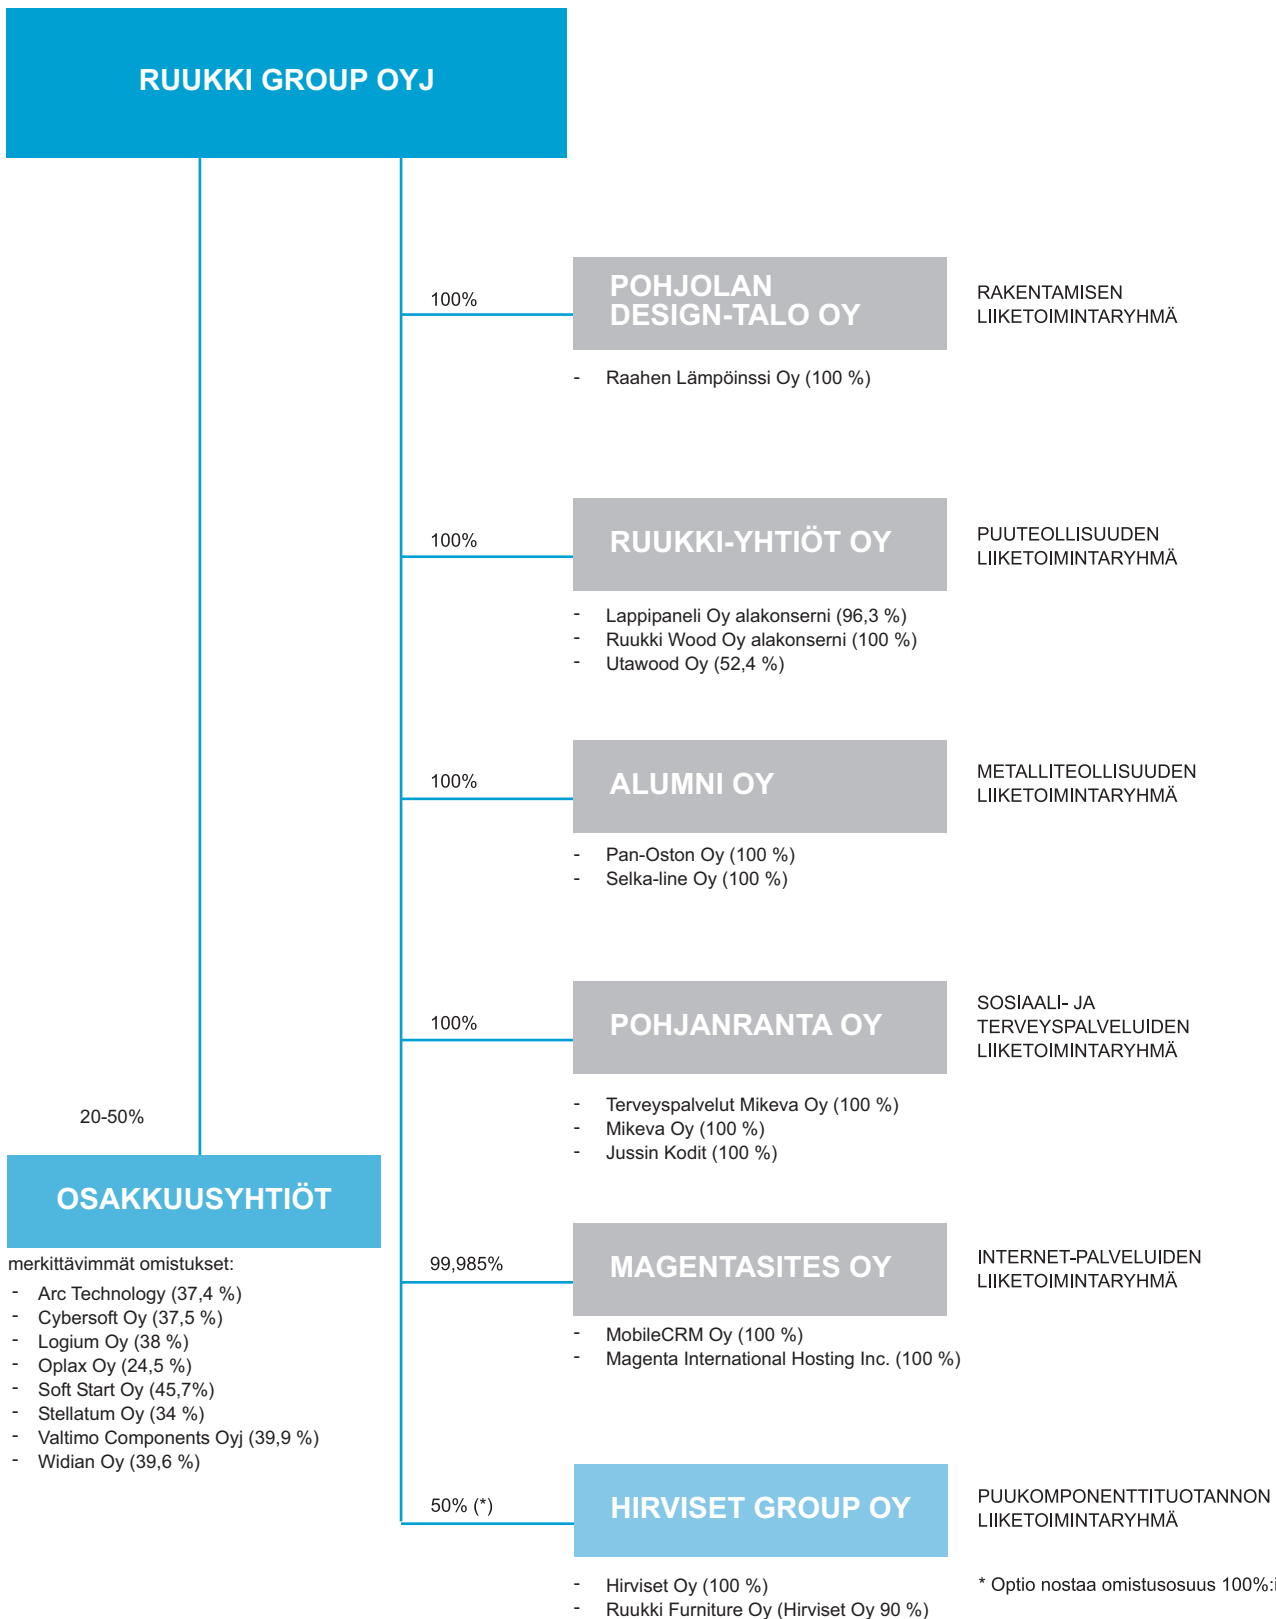 RUUKKI GROUP OYJ
100%
POHJOLAN
DESIGN-TALO OY
RAKENTAMISEN
LIIKETOIMINTARYHMÄ
- Raahen Lämpöinssi Oy (100 %)
100%
RUUKKI-YHTIÖT OY
PUUTEOLLISUUDEN
LIIKETOIMINTARYHMÄ
- Lappipaneli Oy alakonserni (96,3 %)
- Ruukki Wood Oy alakonserni (100 %)
- Utawood Oy (52,4 %)
100%
ALUMNI OY
METALLITEOLLISUUDEN
LIIKETOIMINTARYHMÄ
- Pan-Oston Oy (100 %)
- Selka-line Oy (100 %)
100%
POHJANRANTA OY
SOSIAALI- JA
TERVEYSPALVELUIDEN
LIIKETOIMINTARYHMÄ
- Terveyspalvelut Mikeva Oy (100 %)
- Mikeva Oy (100 %)
- Jussin Kodit (100 %)
20-50%
OSAKKUUSYHTIÖT
merkittävimmät omistukset:
- Arc Technology (37,4 %)
- Cybersoft Oy (37,5 %)
- Logium Oy (38 %)
- Oplax Oy (24,5 %)
- Soft Start Oy (45,7%)
- Stellatum Oy (34 %)
- Valtimo Components Oyj (39,9 %)
- Widian Oy (39,6 %)
99,985%
MAGENTASITES OY
INTERNET-PALVELUIDEN
LIIKETOIMINTARYHMÄ
- MobileCRM Oy (100 %)
- Magenta International Hosting Inc. (100 %)
50% (*)
HIRVISET GROUP OY
PUUKOMPONENTTITUOTANNON
LIIKETOIMINTARYHMÄ
- Hirviset Oy (100 %)
- Ruukki Furniture Oy (Hirviset Oy 90 %)
* Optio nostaa omistusosuus 100%:i